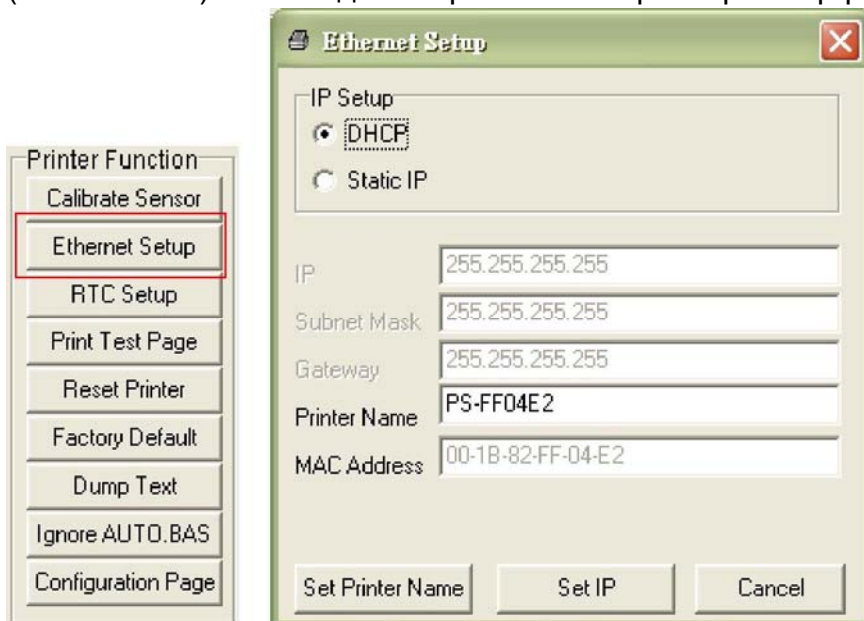 Ethernet Setup
IP Setup
DHCP
Static IP
IP 255.255.255.255
Subnet Mask 255.255.255.255
Gateway 255.255.255.255
Printer Name PS-FF04E2
MAC Address 00-1B-82-FF-04-E2
Set Printer Name Set IP Cancel
Printer Function
Calibrate Sensor
Ethernet Setup
RTC Setup
Print Test Page
Reset Printer
Factory Default
Dump Text
Ignore AUTO.BAS
Configuration Page